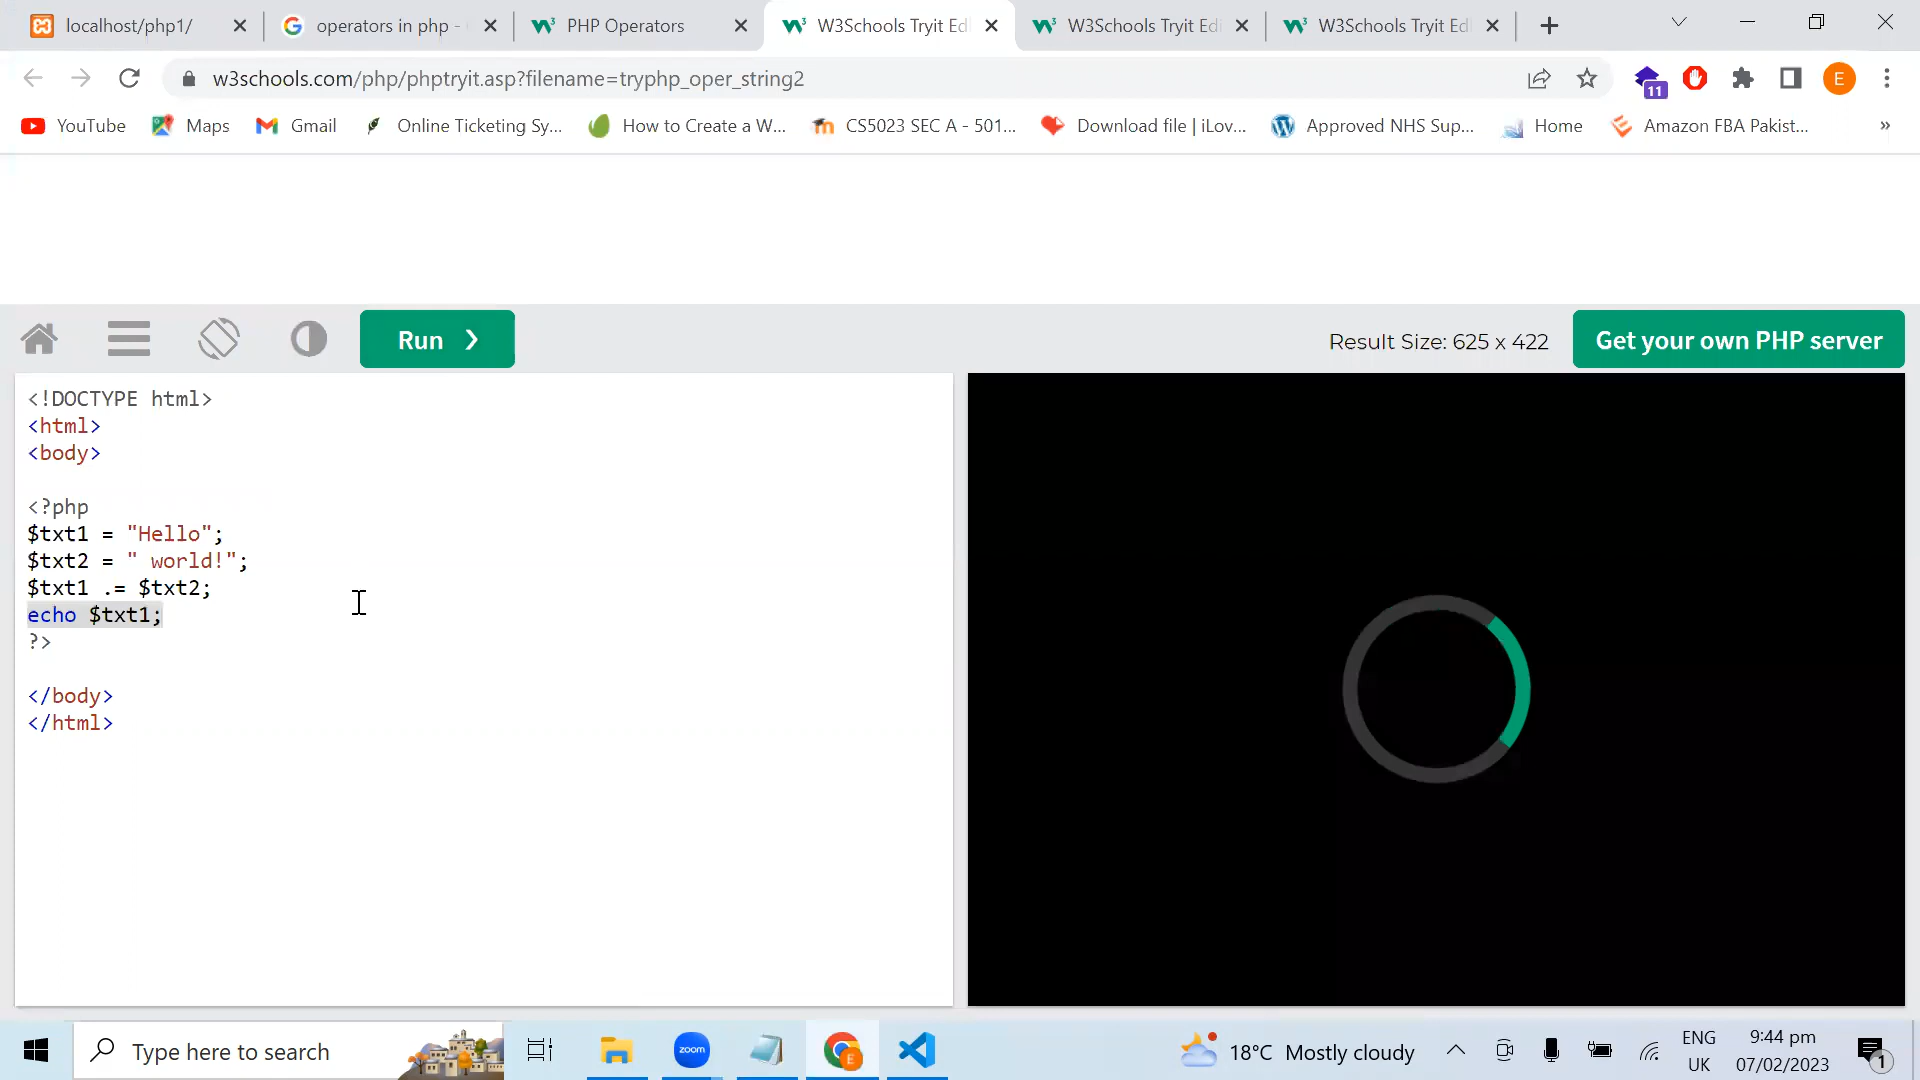 localhost/php1/
operators in php -
PHP Operators
W3Schools Tryit Ed
W3Schools Tryit Edi
W3Schools Tryit Ed
w3schools.com/php/phptryit.asp?filename=tryphp_oper_string2
11
E
YouTube
Maps
Gmail
Online Ticketing Sy...
How to Create a W...
CS5023 SEC A - 501...
Download file | iLov...
Approved NHS Sup...
Home
Amazon FBA Pakist...
»
Run ❯
Result Size: 625 x 422
Get your own PHP server
<!DOCTYPE html>
<html>
<body>
<?php
$txt1 = "Hello";
$txt2 = " world!";
$txt1 .= $txt2;
echo $txt1;
?>
</body>
</html>
Type here to search
zoom
E
18°C Mostly cloudy
ENG
UK
9:44 pm
07/02/2023
1